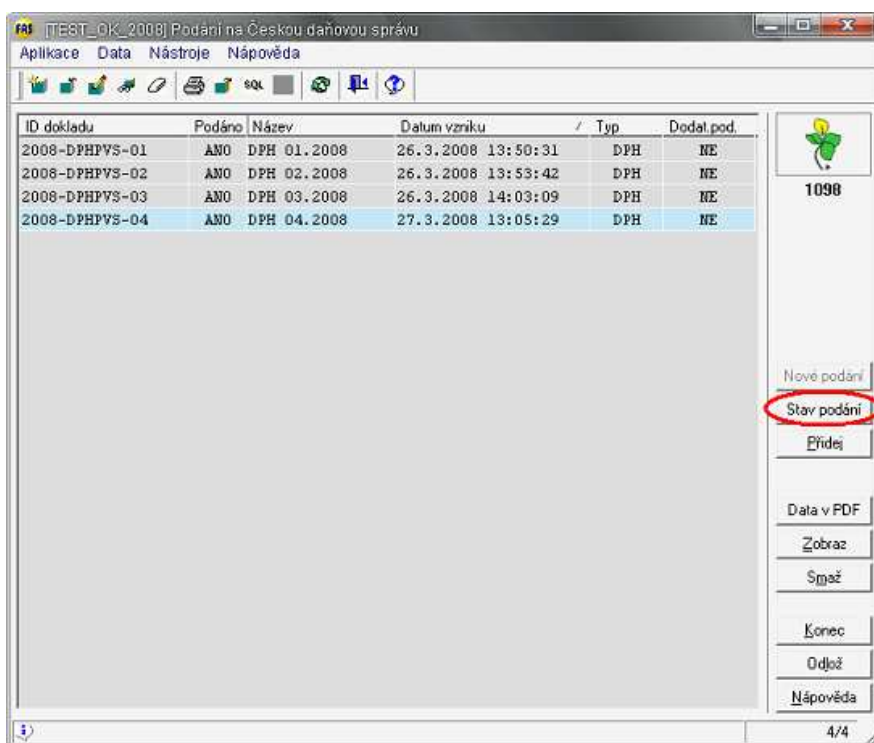 FAS [TEST_OK_2008] Podání na Českou daňovou správu
Aplikace Data Nástroje Nápověda
SQL
ID dokladu Podáno Název Datum vzniku / Typ Dodat.pod.
2008-DPHPVS-01 ANO DPH 01.2008 26.3.2008 13:50:31 DPH NE
2008-DPHPVS-02 ANO DPH 02.2008 26.3.2008 13:53:42 DPH NE
2008-DPHPVS-03 ANO DPH 03.2008 26.3.2008 14:03:09 DPH NE
2008-DPHPVS-04 ANO DPH 04.2008 27.3.2008 13:05:29 DPH NE
1098
Nové podání
Stav podání
Přidej
Data v PDF
Zobraz
Smaž
Konec
Odlož
Nápověda
4/4